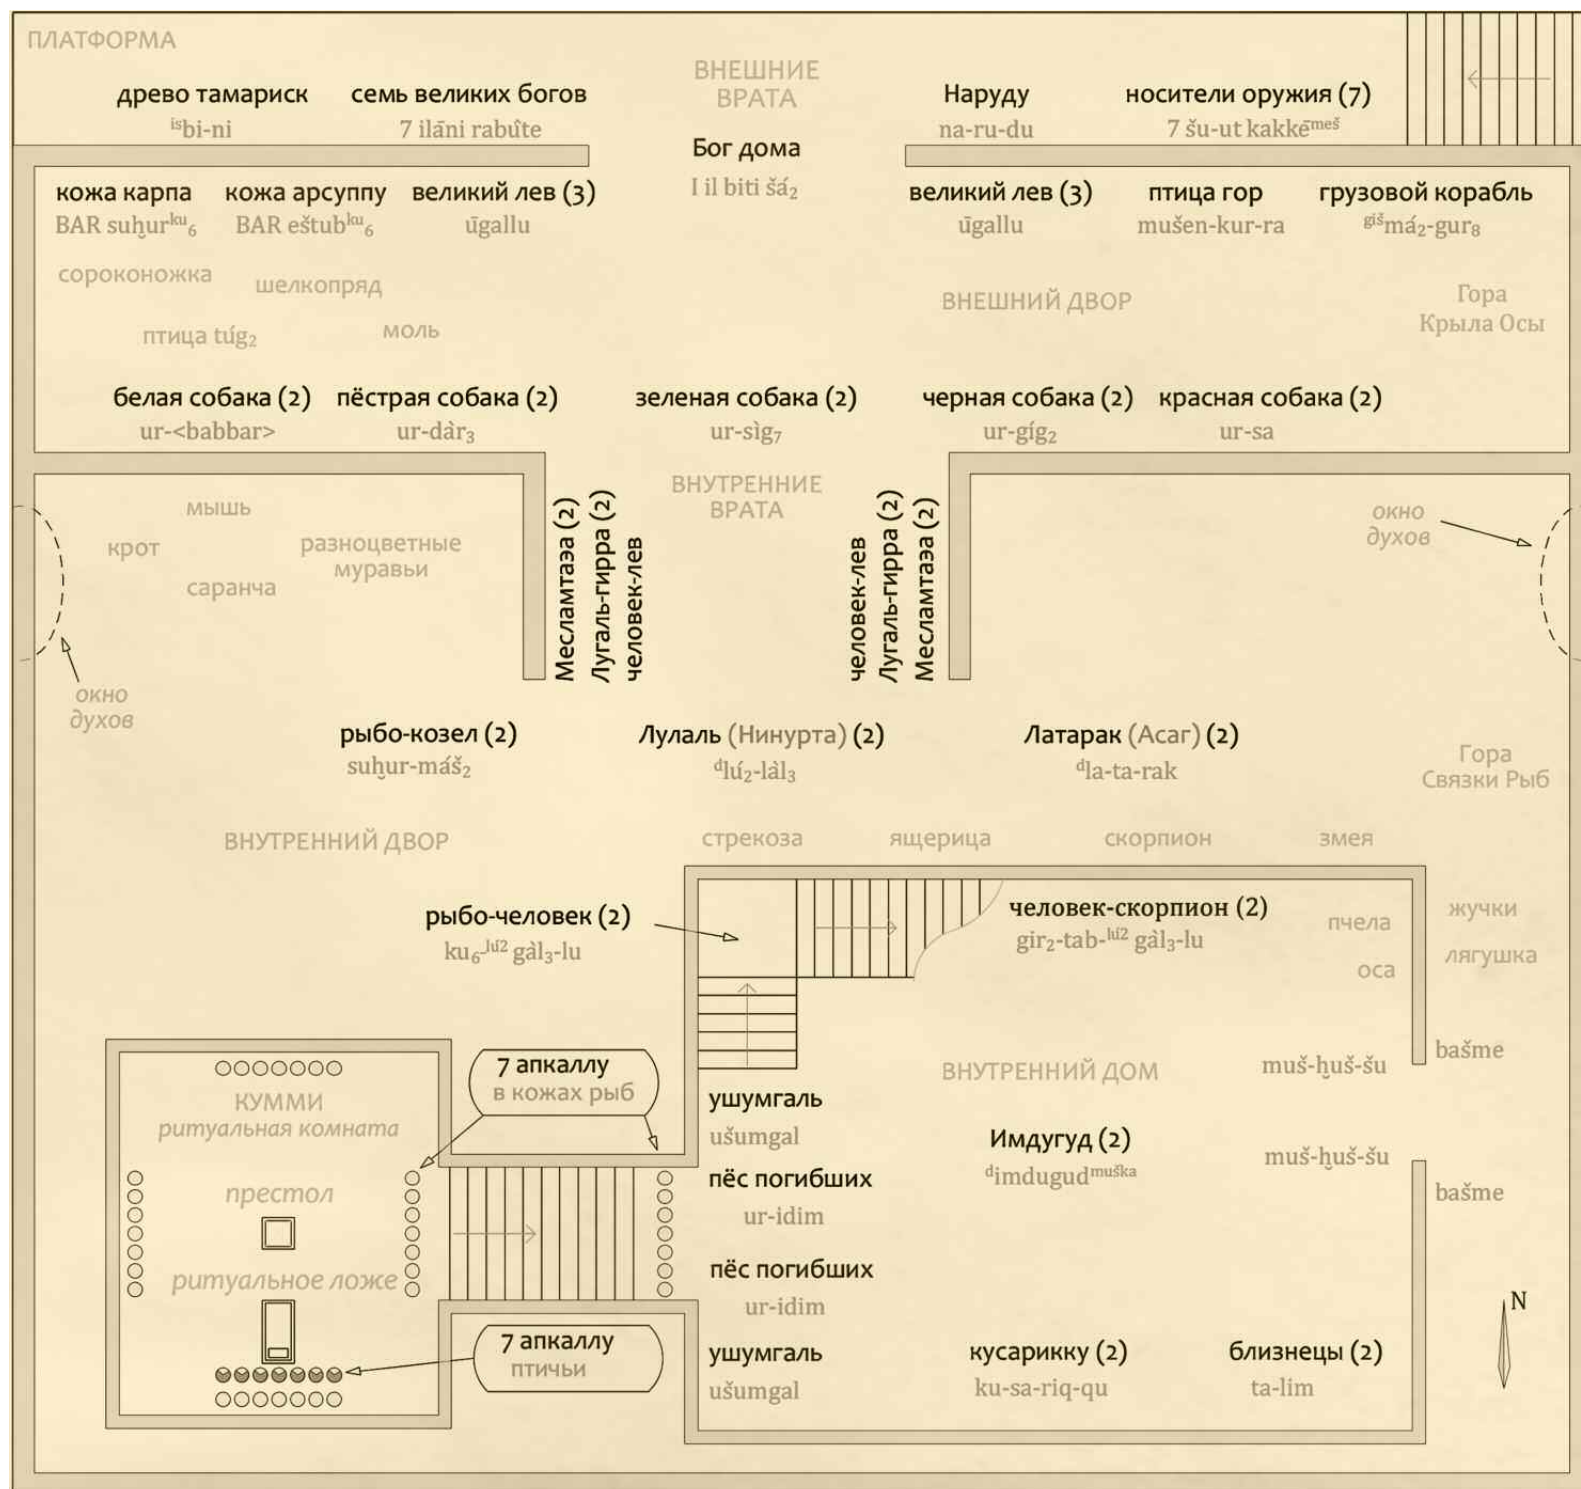 ПЛАТФОРМА
ВНЕШНИЕ
ВРАТА
древо тамариск семь великих богов Наруду носители оружия (7)
isbi-ni 7 ilāni rabûte na-ru-du 7 šu-ut kakkēmeš
Бог дома
I il biti šá2
кожа карпа кожа арсуппу великий лев (3) великий лев (3) птица гор грузовой корабль
BAR suḫurku6 BAR eštubku6 ūgallu ūgallu mušen-kur-ra gišmá2-gur8
сороконожка шелкопряд
птица túg2 моль
ВНЕШНИЙ ДВОР
Гора
Крыла Осы
белая собака (2) пёстрая собака (2) зеленая собака (2) черная собака (2) красная собака (2)
ur-<babbar> ur-dàr3 ur-sìg7 ur-gíg2 ur-sa
ВНУТРЕННИЕ
ВРАТА
мышь
крот
разноцветные
муравьи
саранча
Месламтаэа (2)
Лугаль-гирра (2)
человек-лев
человек-лев
Лугаль-гирра (2)
Месламтаэа (2)
окно
духов
окно
духов
рыбо-козел (2) Лулаль (Нинурта) (2) Латарак (Асаг) (2)
suḫur-máš2 dlú2-làl3 dla-ta-rak
Гора
Связки Рыб
ВНУТРЕННИЙ ДВОР
стрекоза ящерица скорпион змея
рыбо-человек (2)
ku6-lú2 gàl3-lu
человек-скорпион (2)
gir2-tab-lú2 gàl3-lu
пчела
оса
жучки
лягушка
7 апкаллу
в кожах рыб
ВНУТРЕННИЙ ДОМ
muš-ḫuš-šu
bašme
КУММИ
ритуальная комната
ушумгаль
ušumgal
Имдугуд (2)
dimdugudmuška
muš-ḫuš-šu
bašme
престол
пёс погибших
ur-idim
ритуальное ложе
пёс погибших
ur-idim
N
7 апкаллу
птичьи
ушумгаль
ušumgal
кусарикку (2)
ku-sa-riq-qu
близнецы (2)
ta-lim